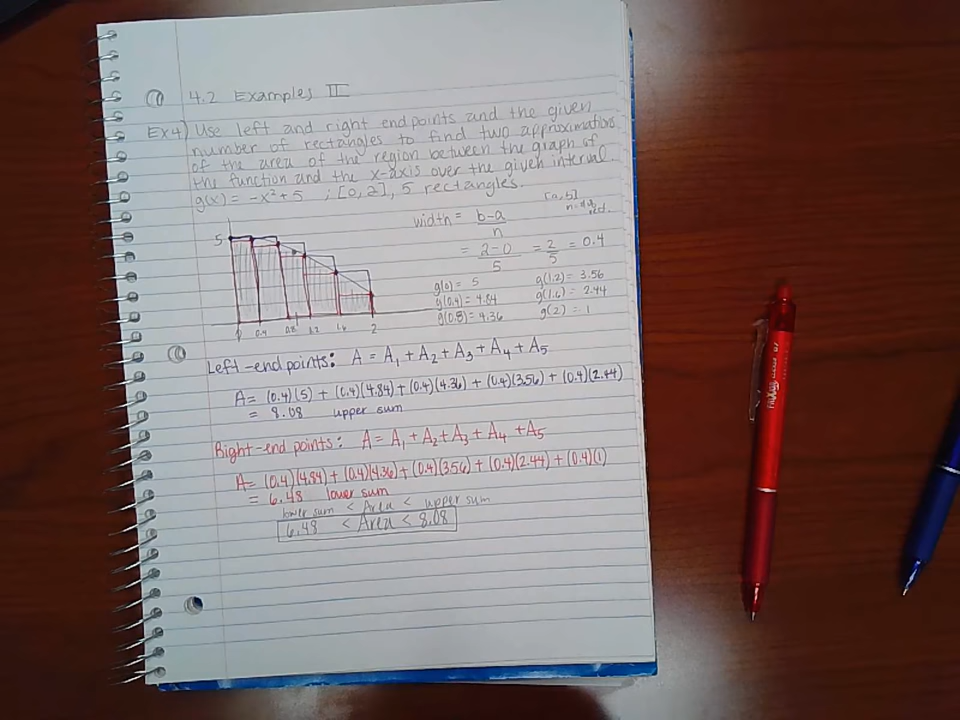 4.2 Examples II
Ex4) Use left and right endpoints and the given
number of rectangles to find two approximations
of the area of the region between the graph of
the function and the x-axis over the given interval.
g(x) = -x² + 5 ; [0,2], 5 rectangles.
width = b-a / n
[a,b]
= 2-0 / 5 = 2/5 = 0.4
5
g(0) = 5
g(0.4) = 4.84
g(0.8) = 4.36
g(1.2) = 3.56
g(1.6) = 2.44
g(2) = 1
0.4 0.8 1.2 1.6 2
Left-endpoints: A = A₁ + A₂ + A₃ + A₄ + A₅
A = (0.4)(5) + (0.4)(4.84) + (0.4)(4.36) + (0.4)(3.56) + (0.4)(2.44)
= 8.08 upper sum
Right-end points: A = A₁ + A₂ + A₃ + A₄ + A₅
A = (0.4)(4.84) + (0.4)(4.36) + (0.4)(3.56) + (0.4)(2.44) + (0.4)(1)
= 6.48 lower sum
lower sum < Area < upper sum
6.48 < Area < 8.08